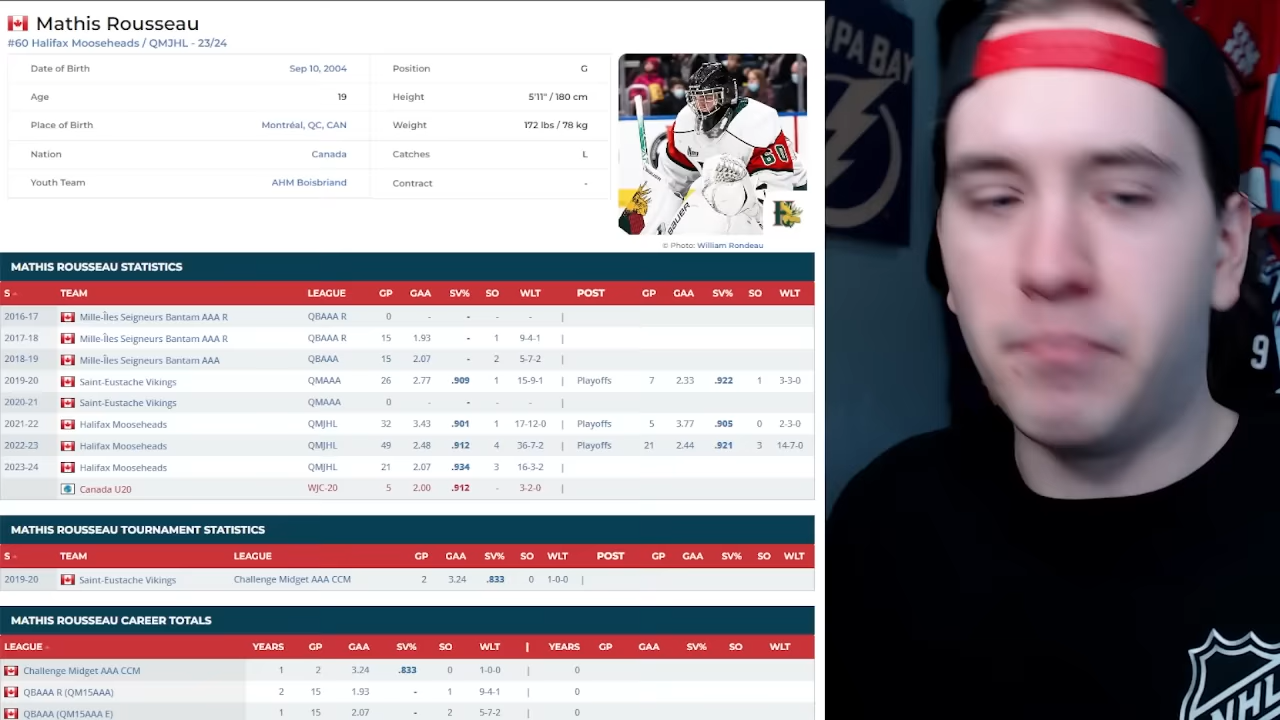 Mathis Rousseau
#60 Halifax Mooseheads / QMJHL - 23/24
Date of Birth Sep 10, 2004 Position G
Age 19 Height 5'11" / 180 cm
Place of Birth Montréal, QC, CAN Weight 172 lbs / 78 kg
Nation Canada Catches L
Youth Team AHM Boisbriand Contract -
60
BAUER
© Photo: William Rondeau
MATHIS ROUSSEAU STATISTICS
S TEAM LEAGUE GP GAA SV% SO WLT POST GP GAA SV% SO WLT
2016-17 Mille-Îles Seigneurs Bantam AAA R QBAAA R 0 - - - - |
2017-18 Mille-Îles Seigneurs Bantam AAA R QBAAA R 15 1.93 - 1 9-4-1 |
2018-19 Mille-Îles Seigneurs Bantam AAA QBAAA 15 2.07 - 2 5-7-2 |
2019-20 Saint-Eustache Vikings QMAAA 26 2.77 .909 1 15-9-1 | Playoffs 7 2.33 .922 1 3-3-0
2020-21 Saint-Eustache Vikings QMAAA 0 - - - - |
2021-22 Halifax Mooseheads QMJHL 32 3.43 .901 1 17-12-0 | Playoffs 5 3.77 .905 0 2-3-0
2022-23 Halifax Mooseheads QMJHL 49 2.48 .912 4 36-7-2 | Playoffs 21 2.44 .921 3 14-7-0
2023-24 Halifax Mooseheads QMJHL 21 2.07 .934 3 16-3-2 |
Canada U20 WJC-20 5 2.00 .912 - 3-2-0 |
MATHIS ROUSSEAU TOURNAMENT STATISTICS
S TEAM LEAGUE GP GAA SV% SO WLT POST GP GAA SV% SO WLT
2019-20 Saint-Eustache Vikings Challenge Midget AAA CCM 2 3.24 .833 0 1-0-0 |
MATHIS ROUSSEAU CAREER TOTALS
LEAGUE YEARS GP GAA SV% SO WLT | YEARS GP GAA SV% SO WLT
Challenge Midget AAA CCM 1 2 3.24 .833 0 1-0-0 | 0
QBAAA R (QM15AAA) 2 15 1.93 - 1 9-4-1 | 0
QBAAA (QM15AAA E) 1 15 2.07 - 2 5-7-2 | 0
MPA BAY
9
NHL